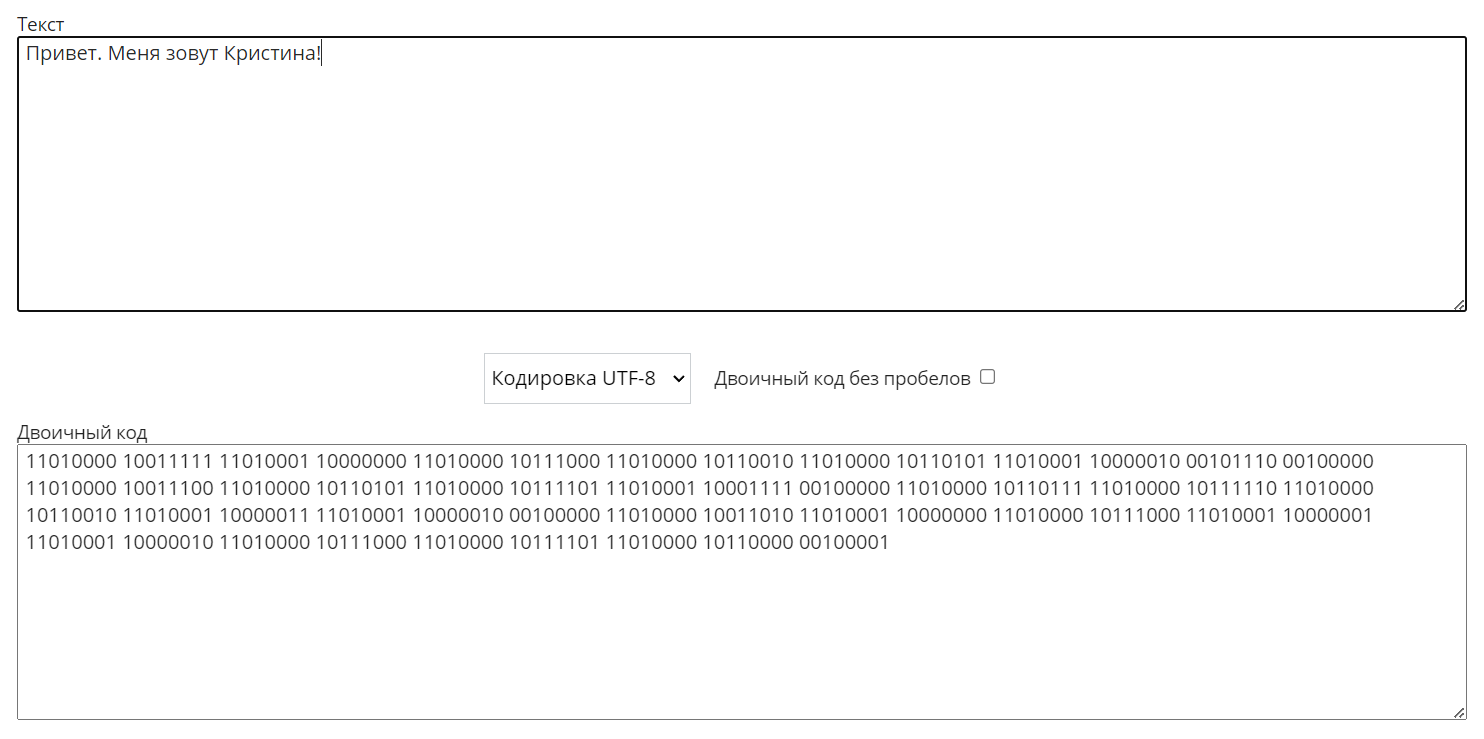 Текст
Привет. Меня зовут Кристина!
Кодировка UTF-8 Двоичный код без пробелов
Двоичный код
11010000 10011111 11010001 10000000 11010000 10111000 11010000 10110010 11010000 10110101 11010001 10000010 00101110 00100000
11010000 10011100 11010000 10110101 11010000 10111101 11010001 10001111 00100000 11010000 10110111 11010000 10111110 11010000
10110010 11010001 10000011 11010001 10000010 00100000 11010000 10011010 11010001 10000000 11010000 10111000 11010001 10000001
11010001 10000010 11010000 10111000 11010000 10111101 11010000 10110000 00100001